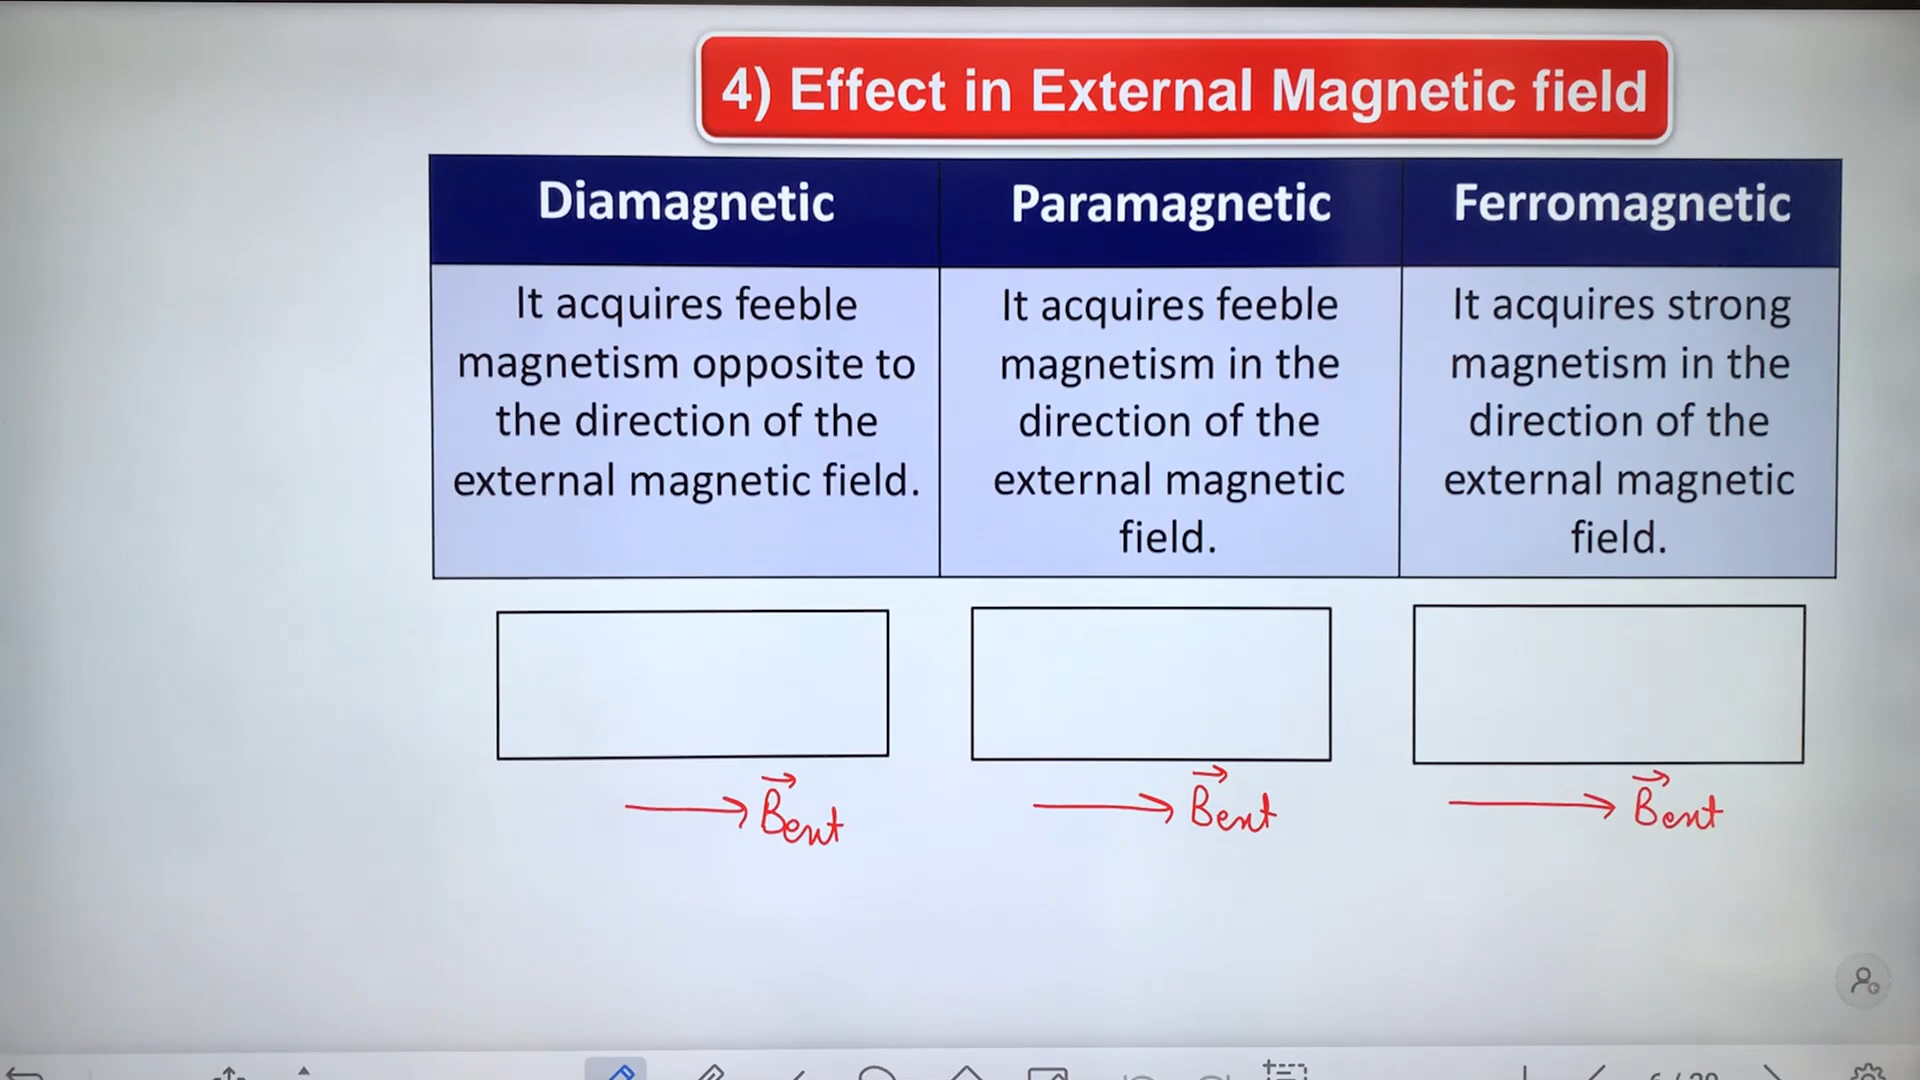 4) Effect in External Magnetic field
Diamagnetic
Paramagnetic
Ferromagnetic
It acquires feeble
magnetism opposite to
the direction of the
external magnetic field.
It acquires feeble
magnetism in the
direction of the
external magnetic
field.
It acquires strong
magnetism in the
direction of the
external magnetic
field.
Bext
Bext
Bext